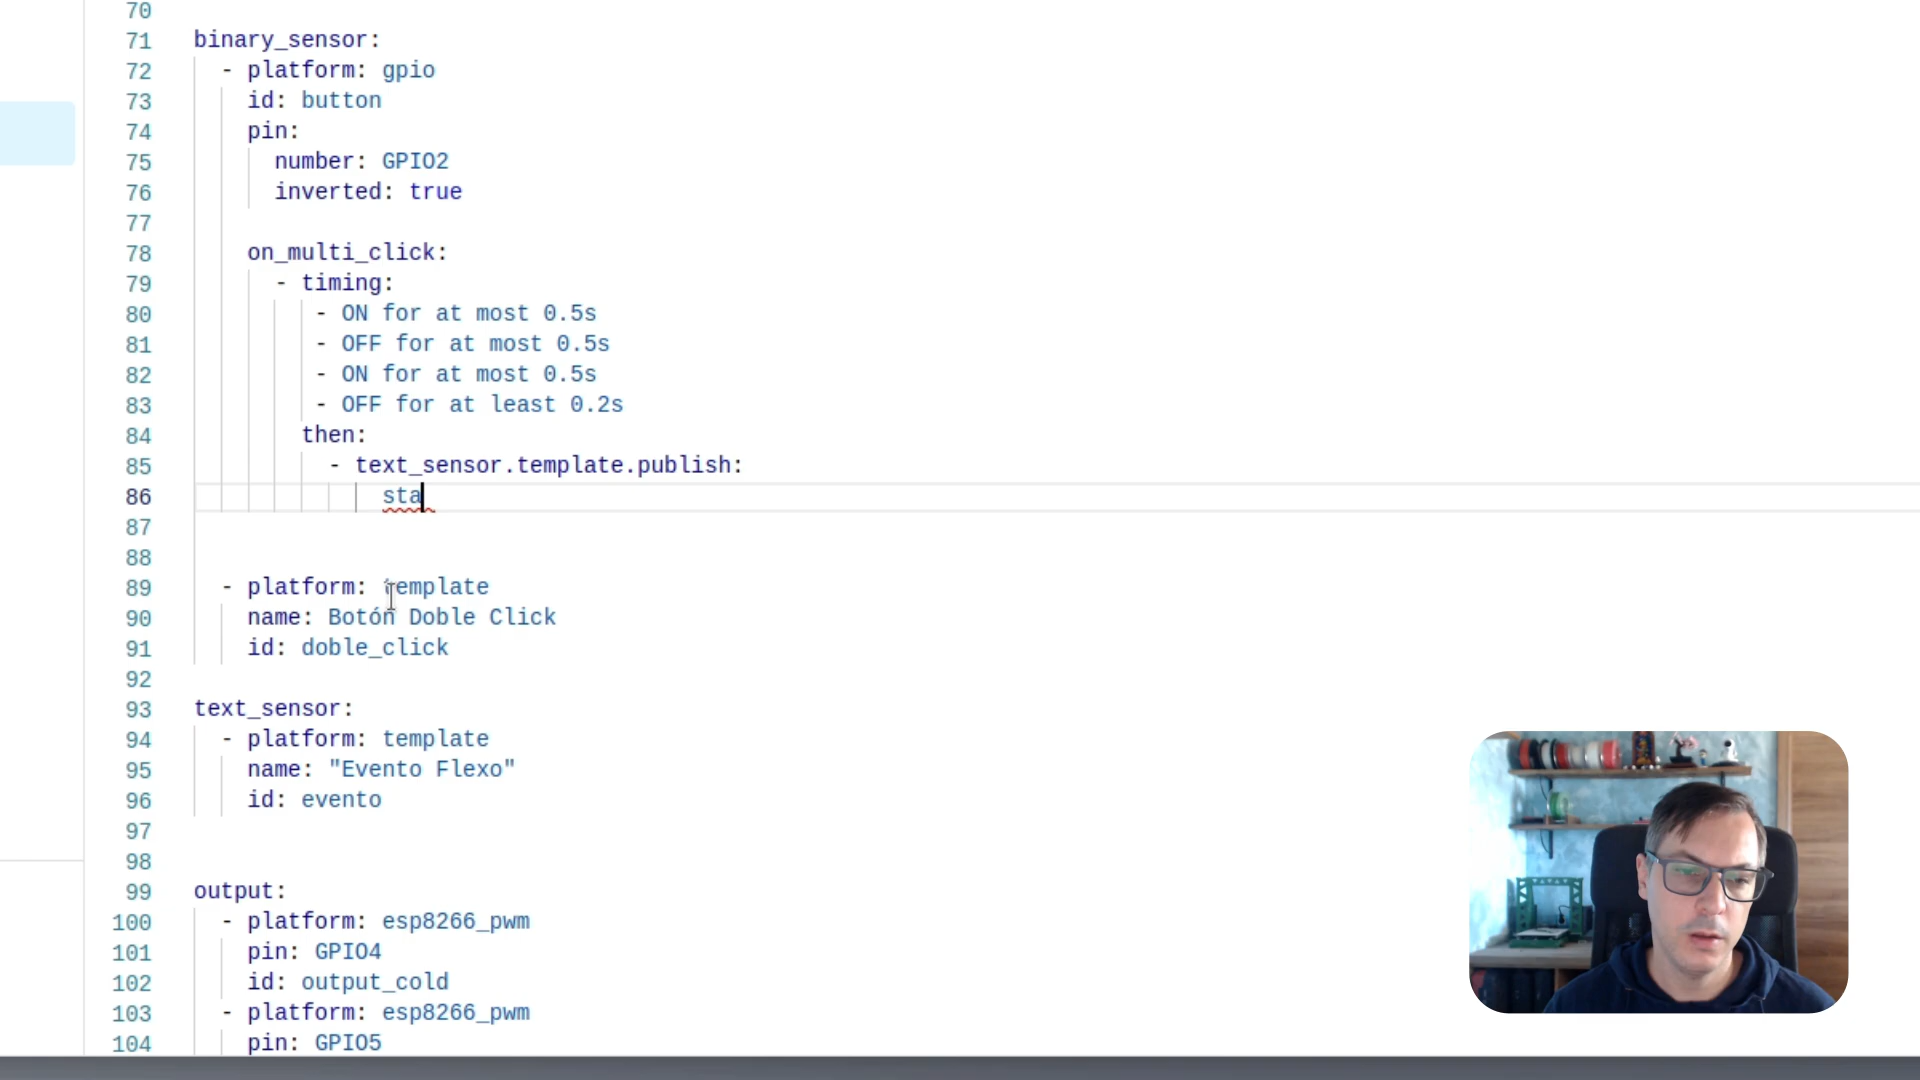 70
71 binary_sensor:
72 - platform: gpio
73 id: button
74 pin:
75 number: GPIO2
76 inverted: true
77
78 on_multi_click:
79 - timing:
80 - ON for at most 0.5s
81 - OFF for at most 0.5s
82 - ON for at most 0.5s
83 - OFF for at least 0.2s
84 then:
85 - text_sensor.template.publish:
86 sta
87
88
89 - platform: template
90 name: Botón Doble Click
91 id: doble_click
92
93 text_sensor:
94 - platform: template
95 name: "Evento Flexo"
96 id: evento
97
98
99 output:
100 - platform: esp8266_pwm
101 pin: GPIO4
102 id: output_cold
103 - platform: esp8266_pwm
104 pin: GPIO5